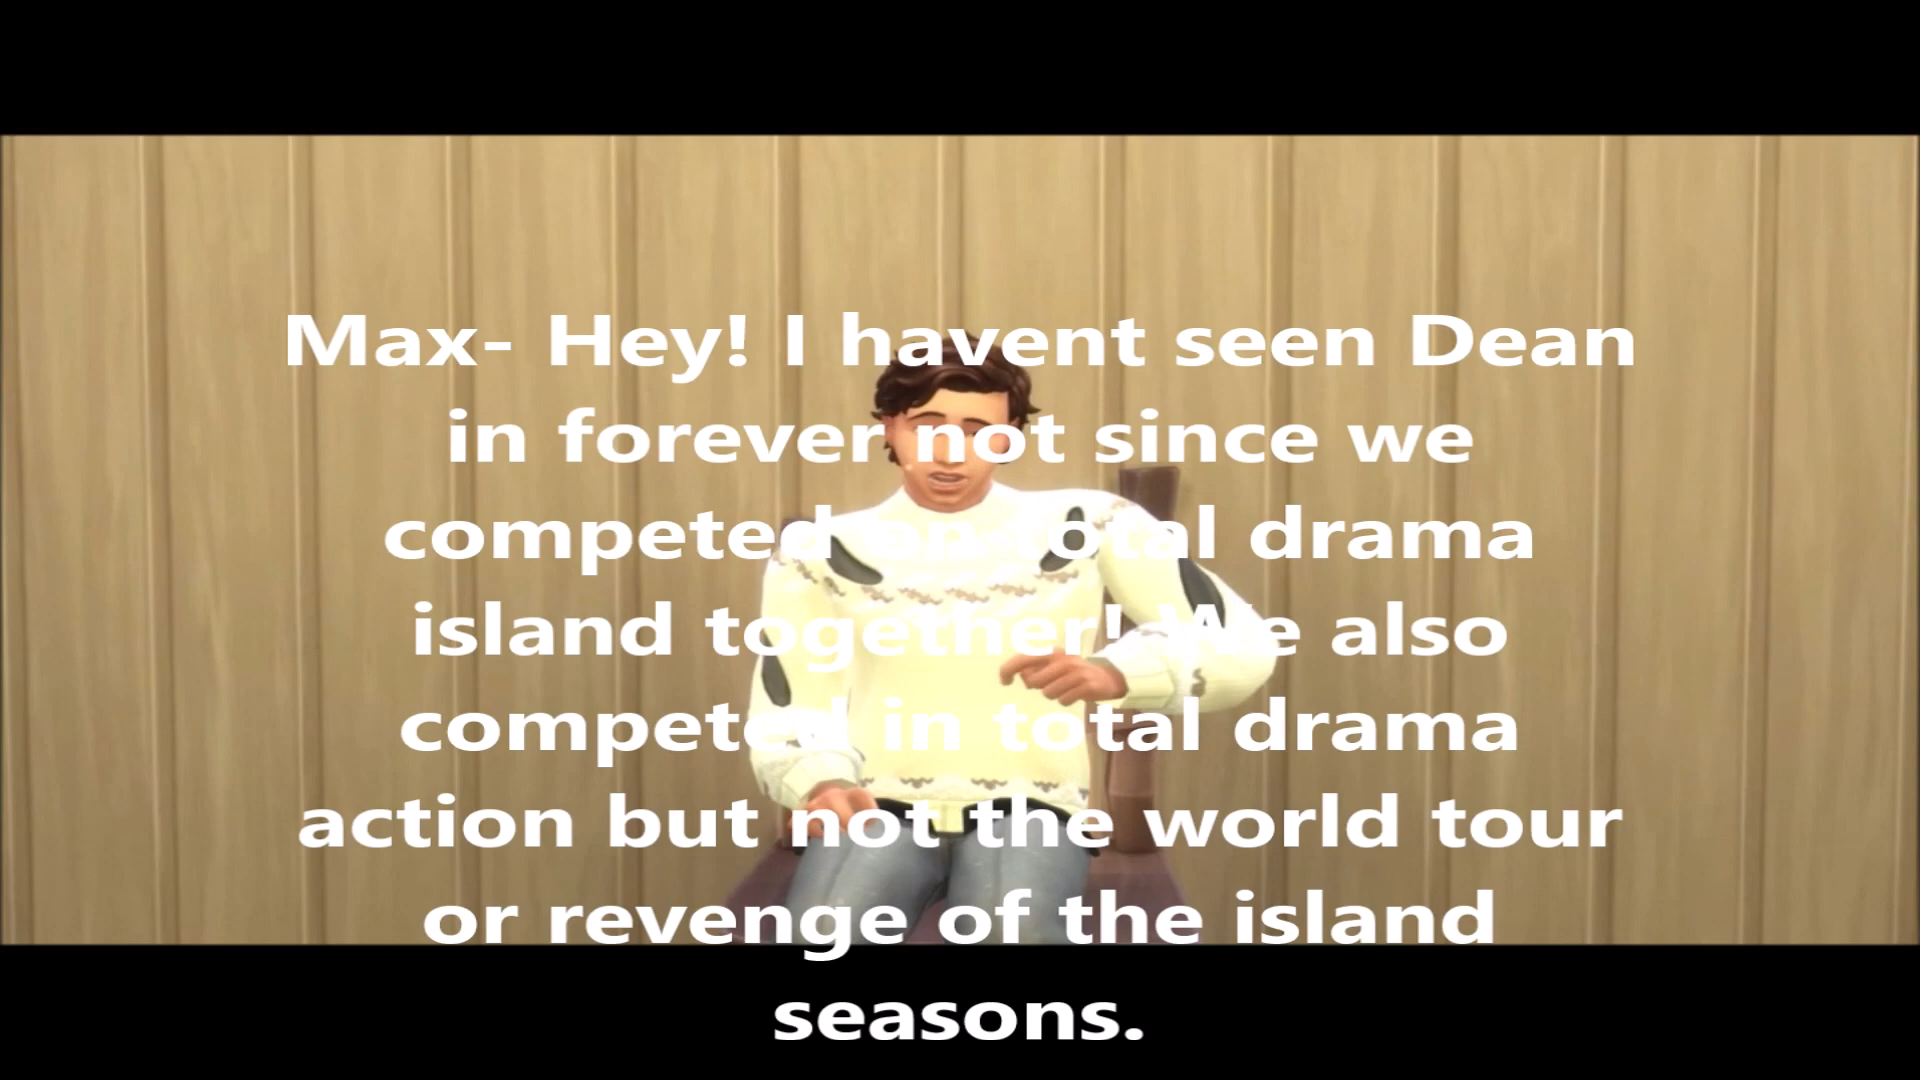 Max- Hey! I havent seen Dean
in forever not since we
competed on total drama
island together! We also
competed in total drama
action but not the world tour
or revenge of the island
seasons.